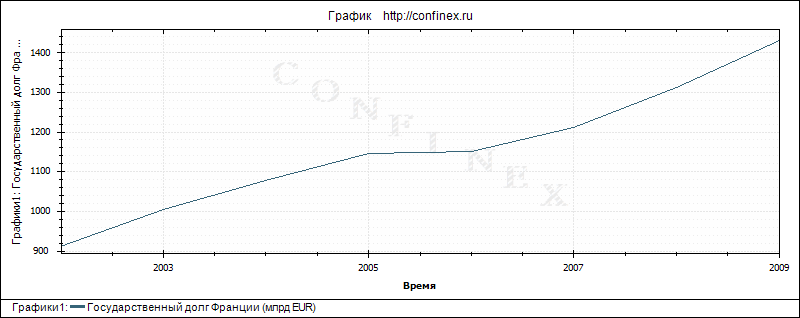 График http://confinex.ru
Графики1: Государственный долг Фра ...
1400
1300
1200
1100
1000
900
CONFINEX
2003
2005
2007
2009
Время
Графики1: Государственный долг Франции (млрд EUR)